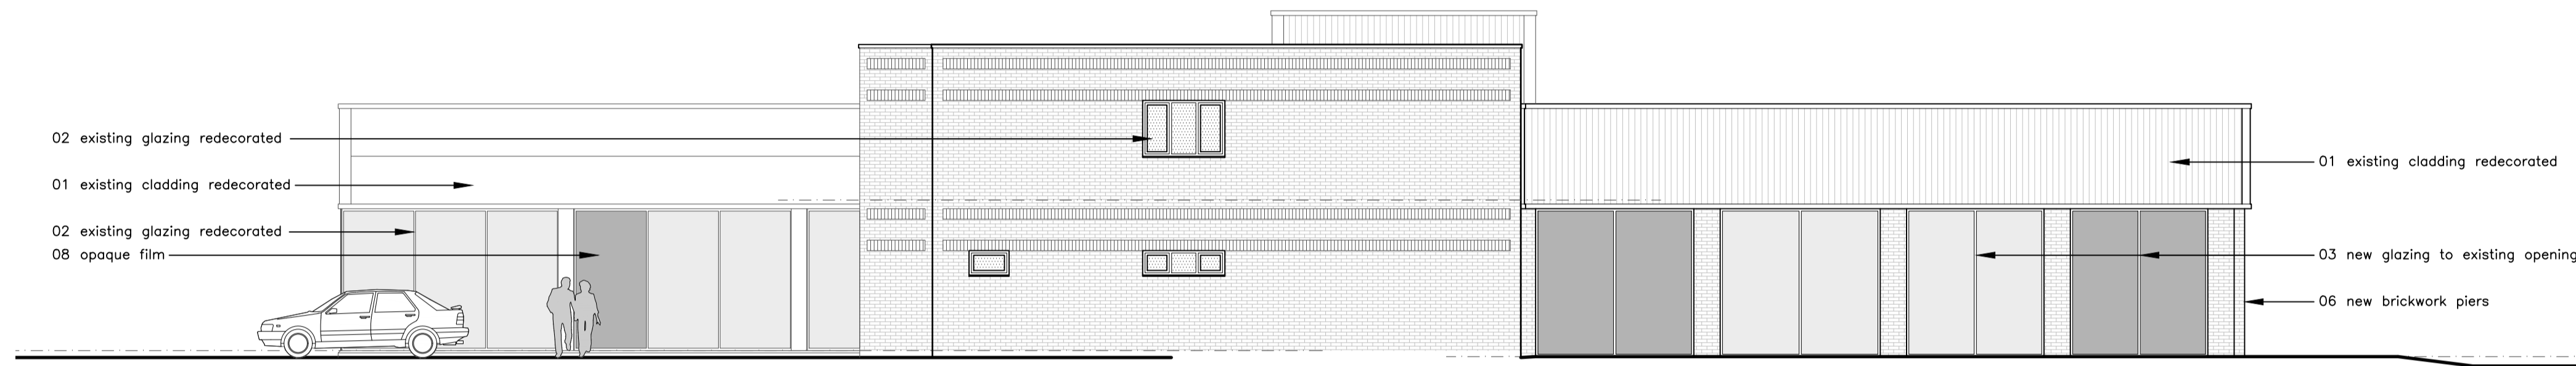 02 existing glazing redecorated
01 existing cladding redecorated
02 existing glazing redecorated
08 opaque film
01 existing cladding redecorated
03 new glazing to existing opening
06 new brickwork piers